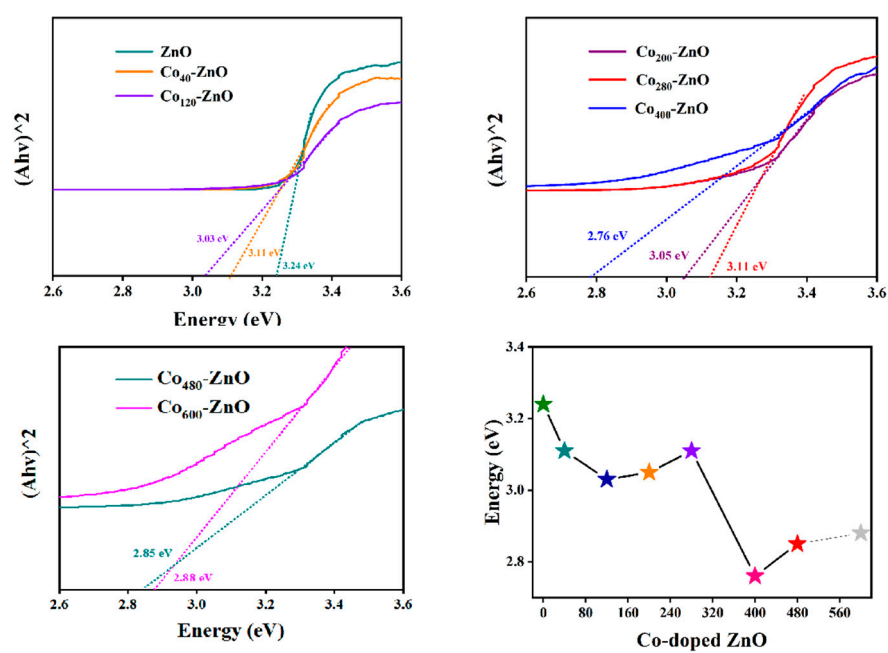 ZnO
Co40-ZnO
Co120-ZnO
(Ahv)^2
3.03 eV
3.11 eV
3.24 eV
2.6 2.8 3.0 3.2 3.4 3.6
Energy (eV)
Co200-ZnO
Co280-ZnO
Co400-ZnO
(Ahv)^2
2.76 eV
3.05 eV
3.11 eV
2.6 2.8 3.0 3.2 3.4 3.6
Energy (eV)
Co480-ZnO
Co600-ZnO
(Ahv)^2
2.85 eV
2.88 eV
2.6 2.8 3.0 3.2 3.4 3.6
Energy (eV)
3.4
3.2
3.0
2.8
Energy (eV)
0 80 160 240 320 400 480 560
Co-doped ZnO